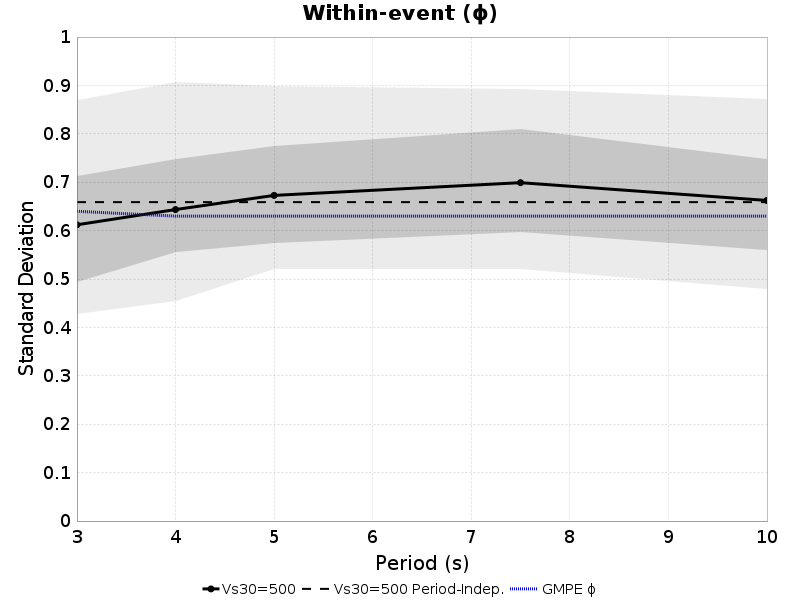 Within-event (ϕ)
1
0.9
0.8
0.7
0.6
0.5
0.4
0.3
0.2
0.1
0
Standard Deviation
3 4 5 6 7 8 9 10
Period (s)
Vs30=500 Vs30=500 Period-Indep. GMPE ϕ